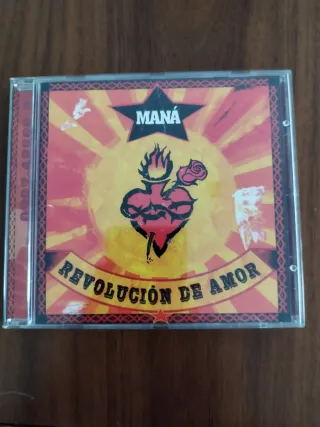 MANÁ
REVOLUCIÓN DE AMOR